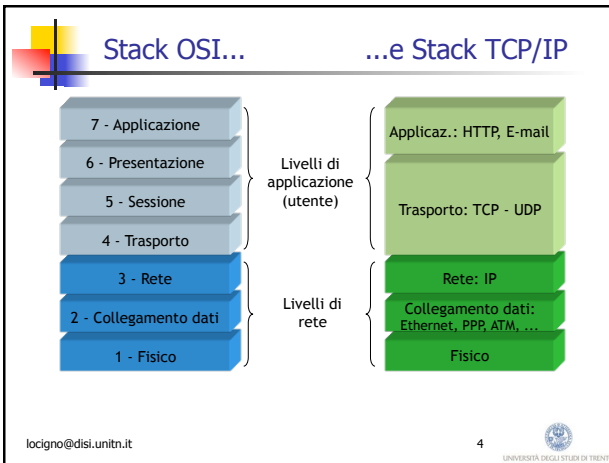 Stack OSI...
...e Stack TCP/IP
7 - Applicazione
6 - Presentazione
5 - Sessione
4 - Trasporto
3 - Rete
2 - Collegamento dati
1 - Fisico
Livelli di
applicazione
(utente)
Livelli di
rete
Applicaz.: HTTP, E-mail
Trasporto: TCP - UDP
Rete: IP
Collegamento dati:
Ethernet, PPP, ATM, ...
Fisico
locigno@disi.unitn.it
4
UNIVERSITÀ DEGLI STUDI DI TRENT